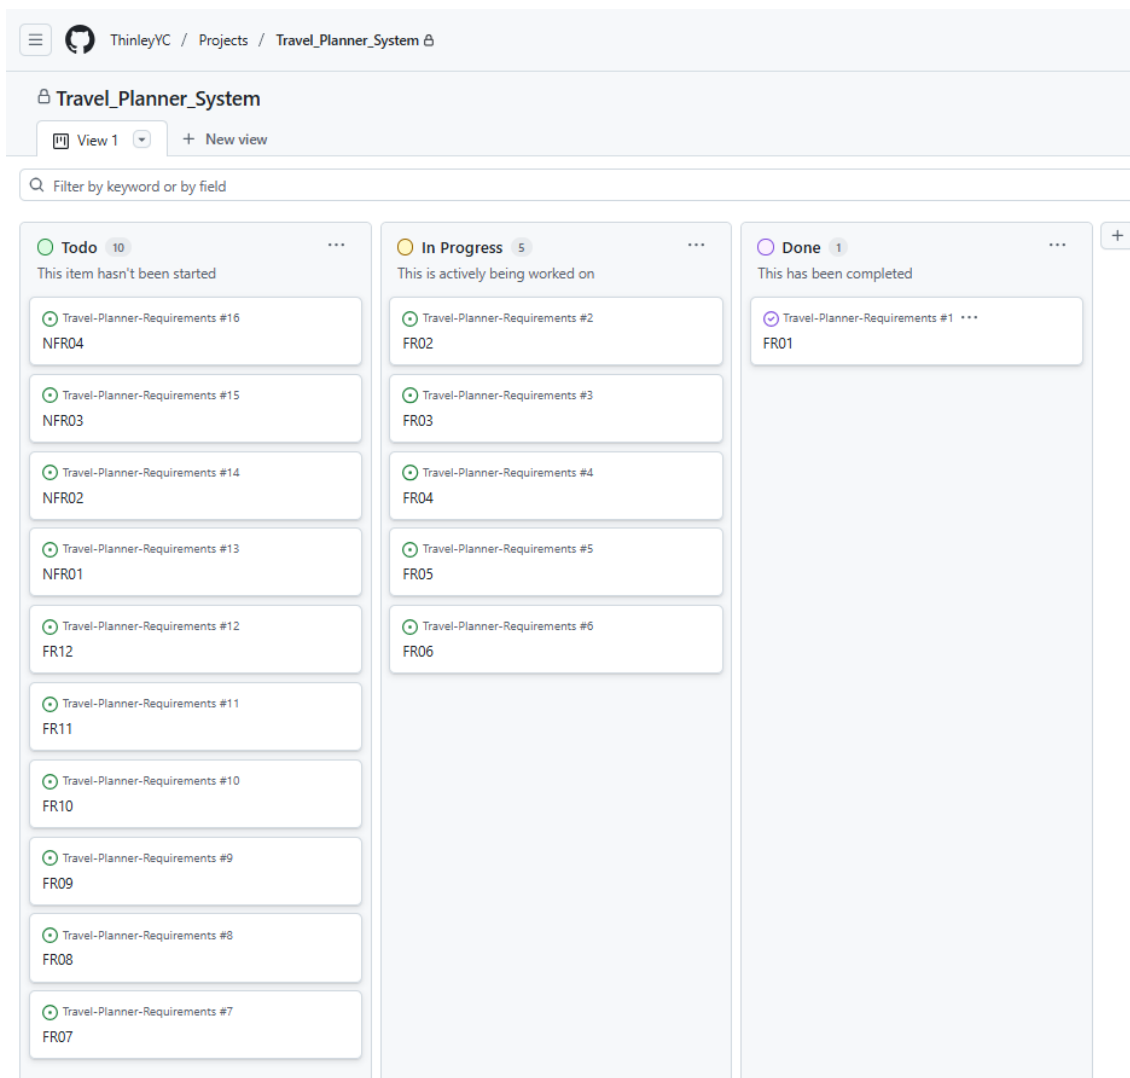 ThinleyYC / Projects / Travel_Planner_System
Travel_Planner_System
View 1
+ New view
Filter by keyword or by field
Todo 10 ...
This item hasn't been started
Travel-Planner-Requirements #16
NFR04
Travel-Planner-Requirements #15
NFR03
Travel-Planner-Requirements #14
NFR02
Travel-Planner-Requirements #13
NFR01
Travel-Planner-Requirements #12
FR12
Travel-Planner-Requirements #11
FR11
Travel-Planner-Requirements #10
FR10
Travel-Planner-Requirements #9
FR09
Travel-Planner-Requirements #8
FR08
Travel-Planner-Requirements #7
FR07
In Progress 5 ...
This is actively being worked on
Travel-Planner-Requirements #2
FR02
Travel-Planner-Requirements #3
FR03
Travel-Planner-Requirements #4
FR04
Travel-Planner-Requirements #5
FR05
Travel-Planner-Requirements #6
FR06
Done 1 ...
This has been completed
Travel-Planner-Requirements #1 ...
FR01
+